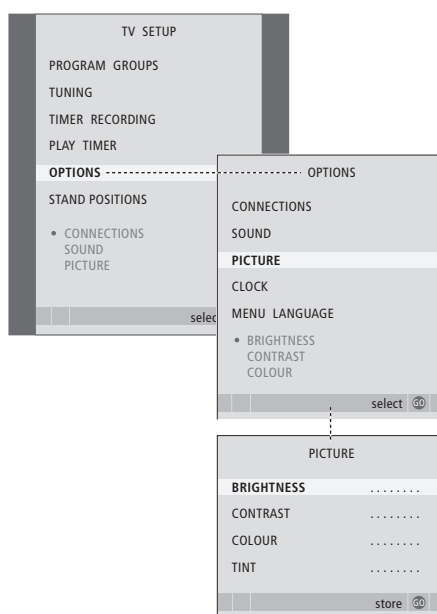 TV SETUP
PROGRAM GROUPS
TUNING
TIMER RECORDING
PLAY TIMER
OPTIONS
STAND POSITIONS
• CONNECTIONS
SOUND
PICTURE
OPTIONS
CONNECTIONS
SOUND
PICTURE
CLOCK
MENU LANGUAGE
• BRIGHTNESS
CONTRAST
COLOUR
select GO
PICTURE
BRIGHTNESS ........
CONTRAST ........
COLOUR ........
TINT ........
store GO